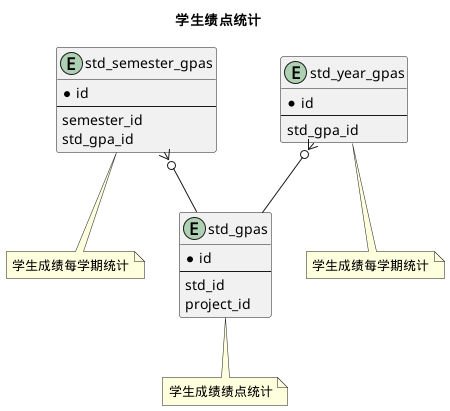 学生绩点统计
E std_semester_gpas
* id
semester_id
std_gpa_id
E std_year_gpas
* id
std_gpa_id
学生成绩每学期统计
E std_gpas
* id
std_id
project_id
学生成绩每学期统计
学生成绩绩点统计